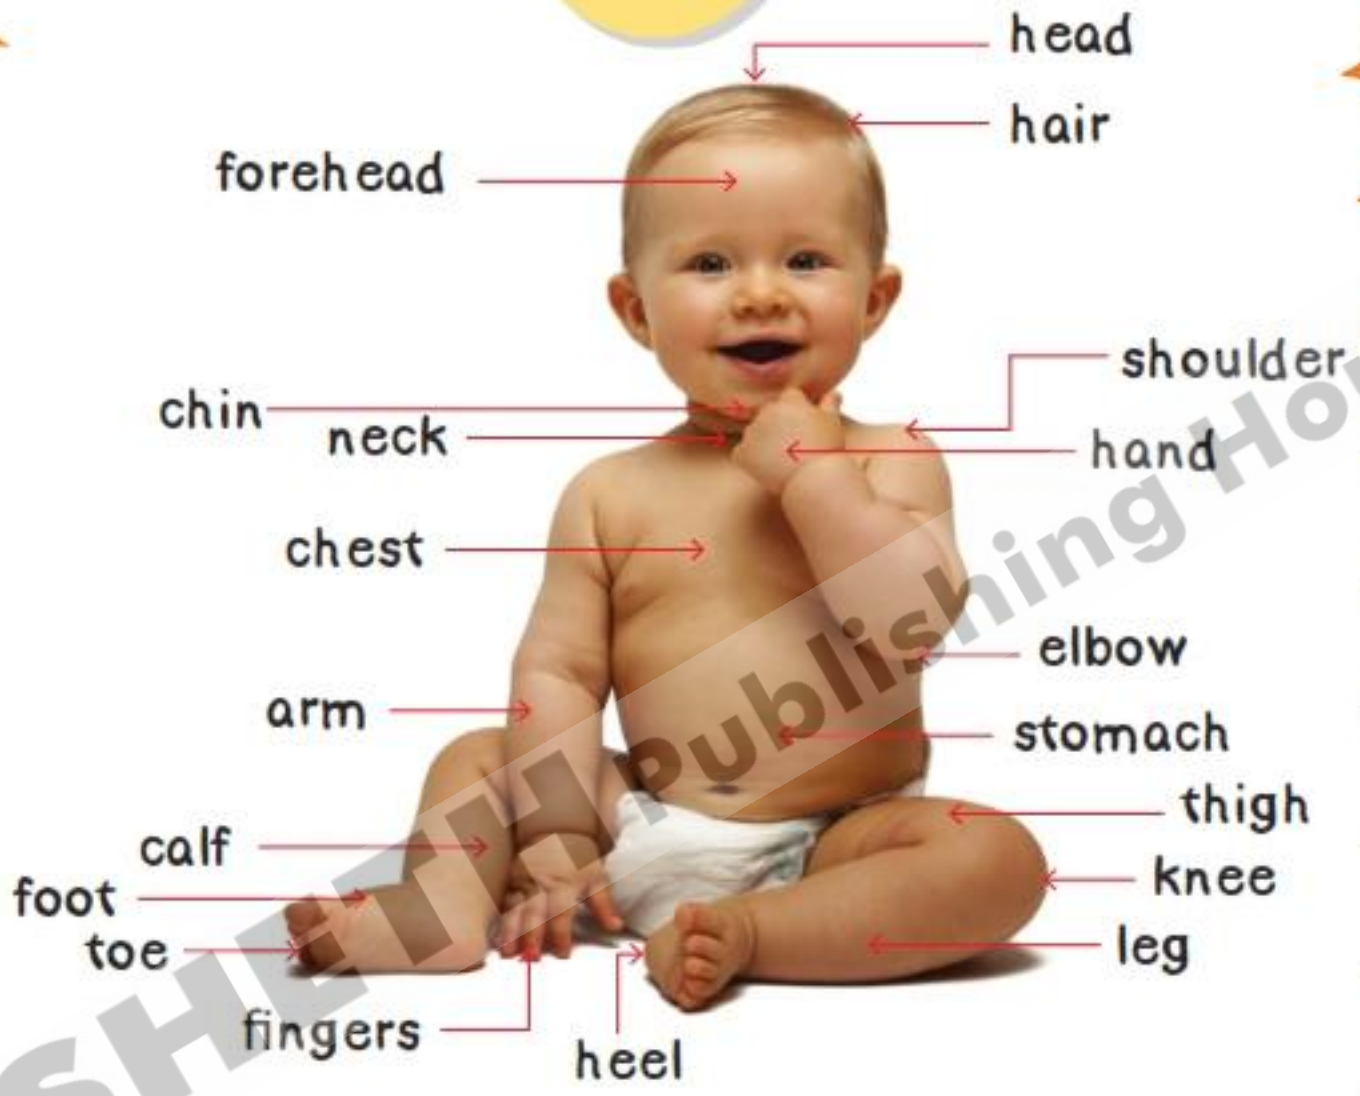 head
hair
forehead
shoulder
chin
neck
hand
chest
elbow
arm
stomach
thigh
calf
knee
foot
toe
leg
fingers
heel
SHETH Publishing